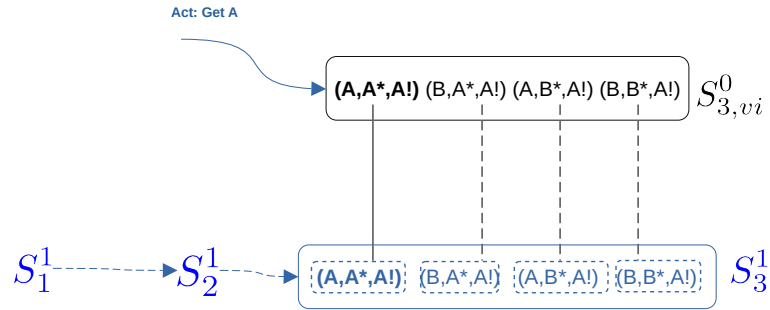 Act: Get A
(A,A*,A!) (B,A*,A!) (A,B*,A!) (B,B*,A!) $S^0_{3,vi}$
$S^1_1$ $S^1_2$ (A,A*,A!) (B,A*,A!) (A,B*,A!) (B,B*,A!) $S^1_3$